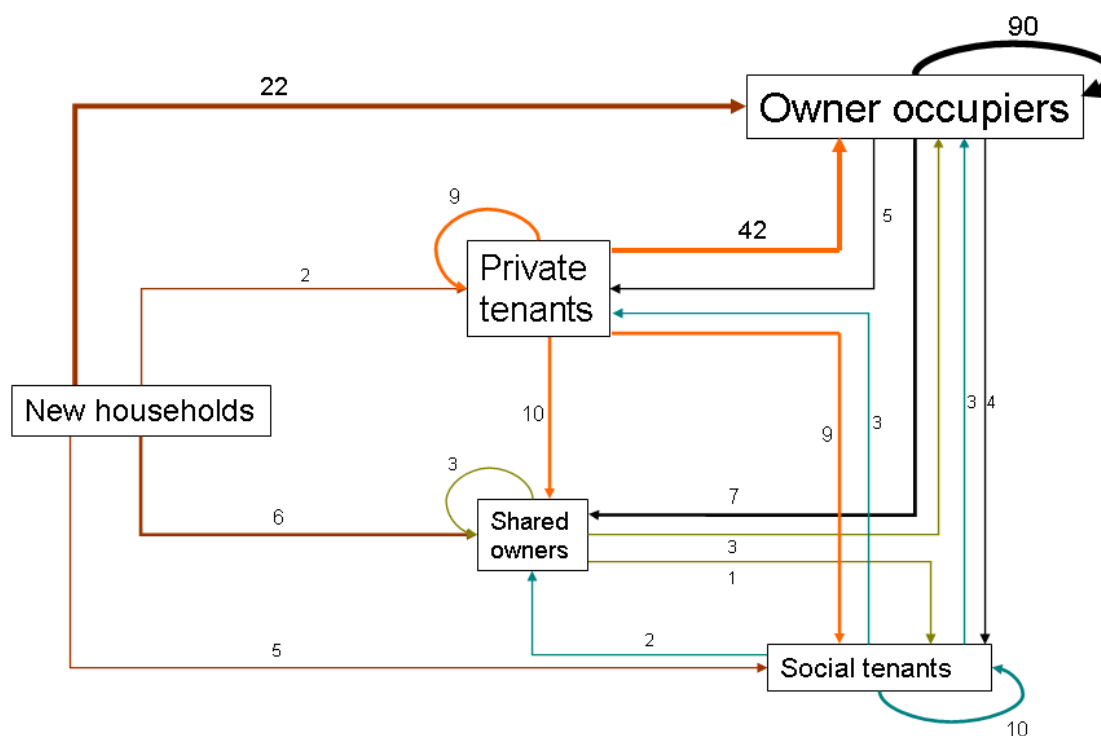 90
22
Owner occupiers
9
5
42
Private
tenants
2
New households
10
9
3
3
4
3
7
Shared
owners
6
3
1
2
5
Social tenants
10